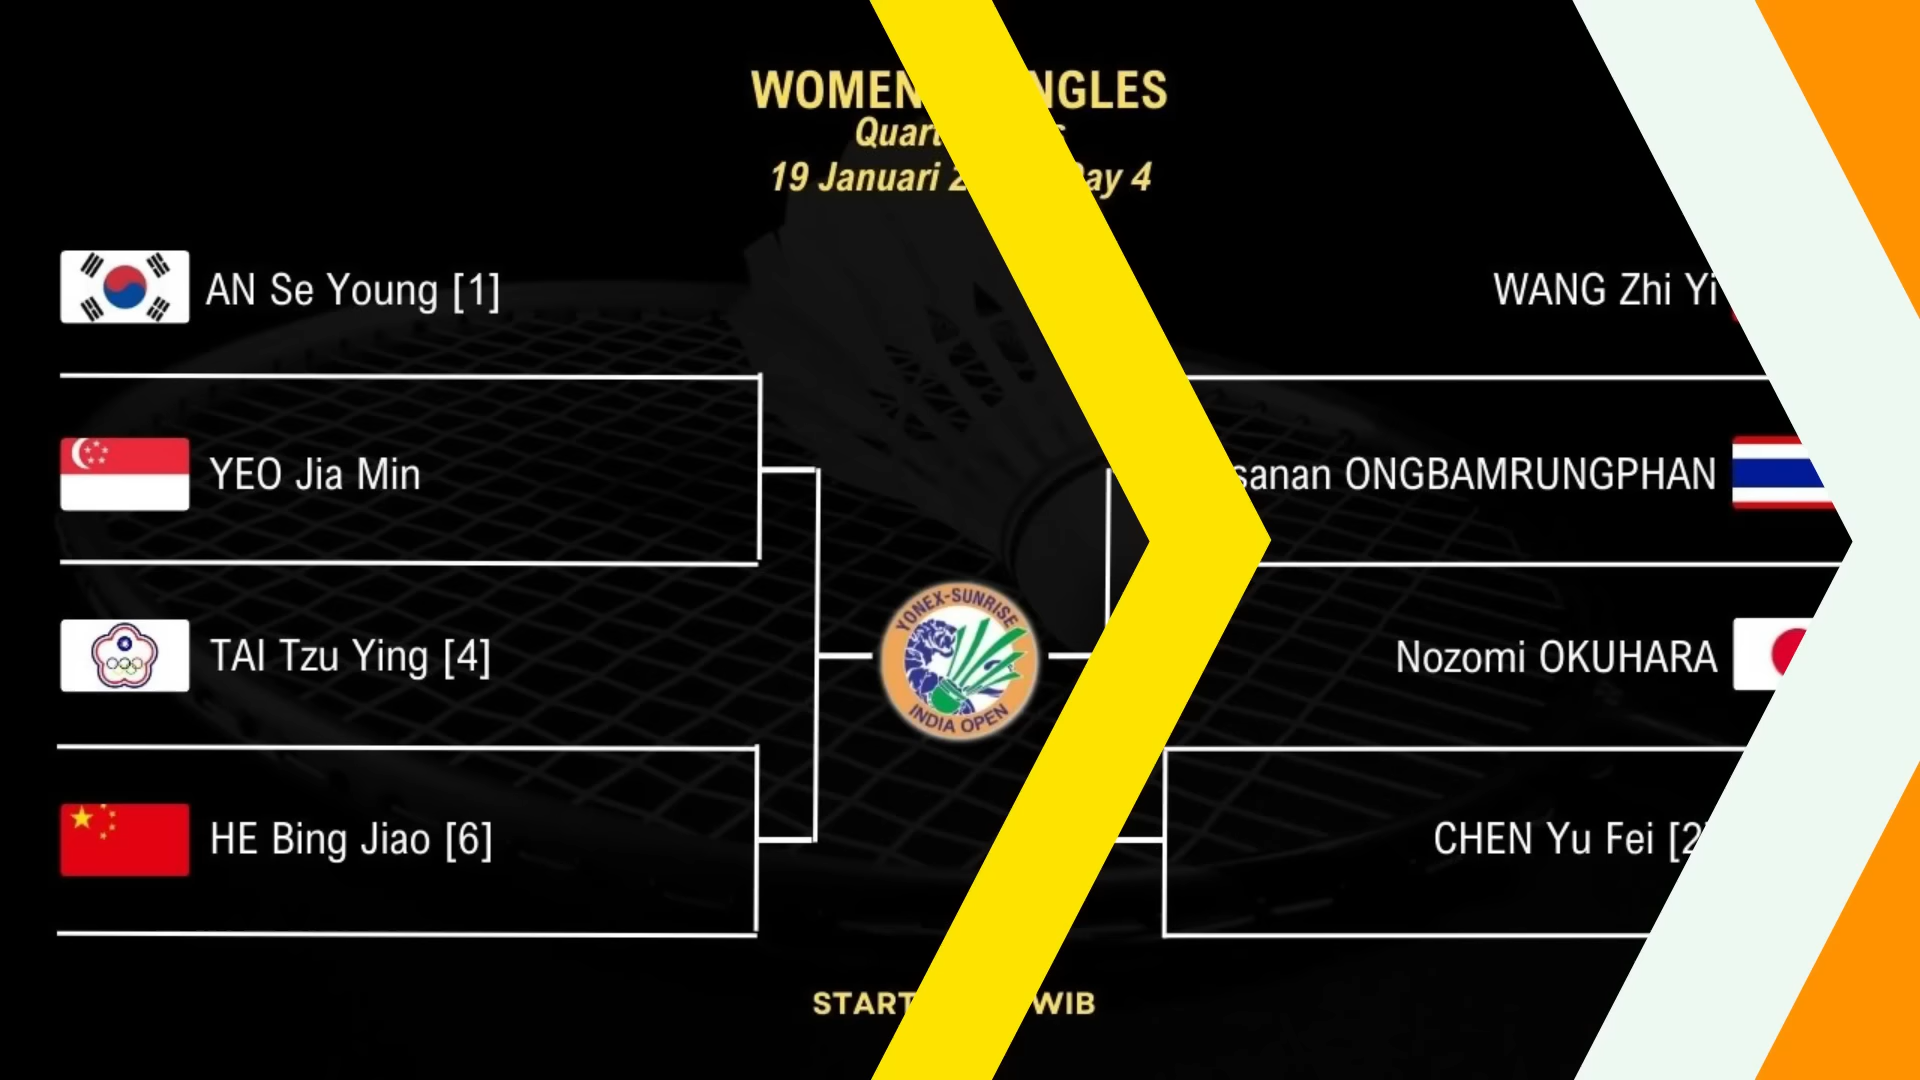 WOMEN NGLES
Quart s
19 Januari 2 ay 4
AN Se Young [1]
WANG Zhi Yi
YEO Jia Min
sanan ONGBAMRUNGPHAN
YONEX-SUNRISE
INDIA OPEN
TAI Tzu Ying [4]
Nozomi OKUHARA
HE Bing Jiao [6]
CHEN Yu Fei [2]
START WIB